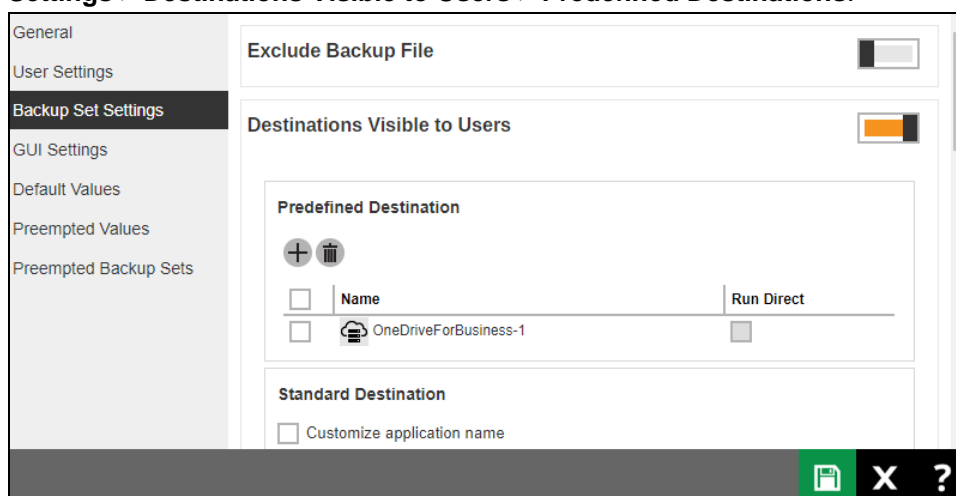 Settings > Destinations Visible to Users > Predefined Destinations.
General
User Settings
Backup Set Settings
GUI Settings
Default Values
Preempted Values
Preempted Backup Sets
Exclude Backup File
Destinations Visible to Users
Predefined Destination
Name Run Direct
OneDriveForBusiness-1
Standard Destination
Customize application name
X ?